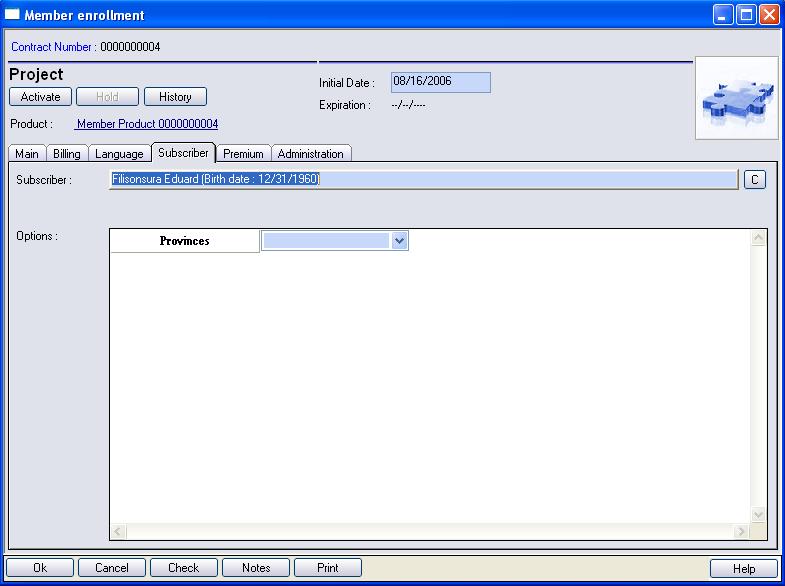 Member enrollment
Contract Number : 0000000004
Project
Activate Hold History
Initial Date : 08/16/2006
Expiration : --/--/----
Product : Member Product 0000000004
Main Billing Language Subscriber Premium Administration
Subscriber : Filisonsura Eduard (Birth date : 12/31/1960) C
Options : Provinces
Ok Cancel Check Notes Print Help